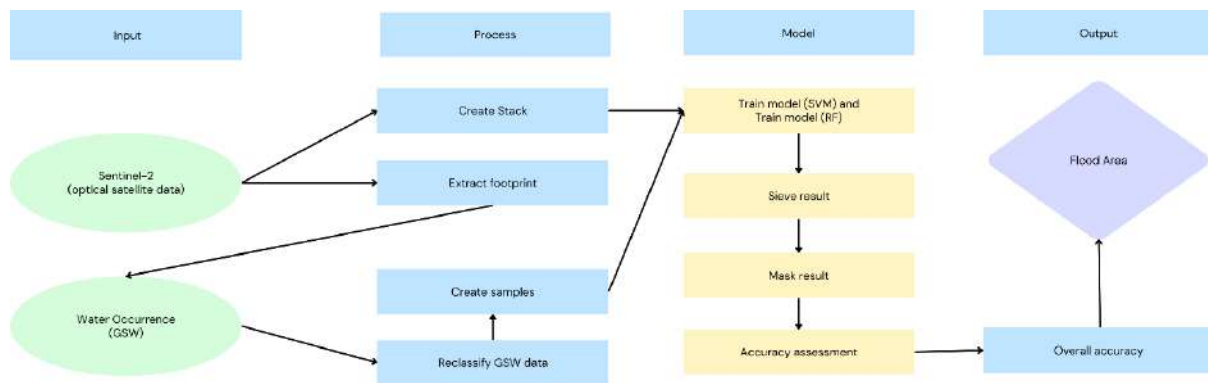 Input
Process
Model
Output
Create Stack
Train model (SVM) and
Train model (RF)
Sentinel-2
(optical satellite data)
Extract footprint
Flood Area
Sieve result
Create samples
Mask result
Water Occurrence
(GSW)
Reclassify GSW data
Accuracy assessment
Overall accuracy